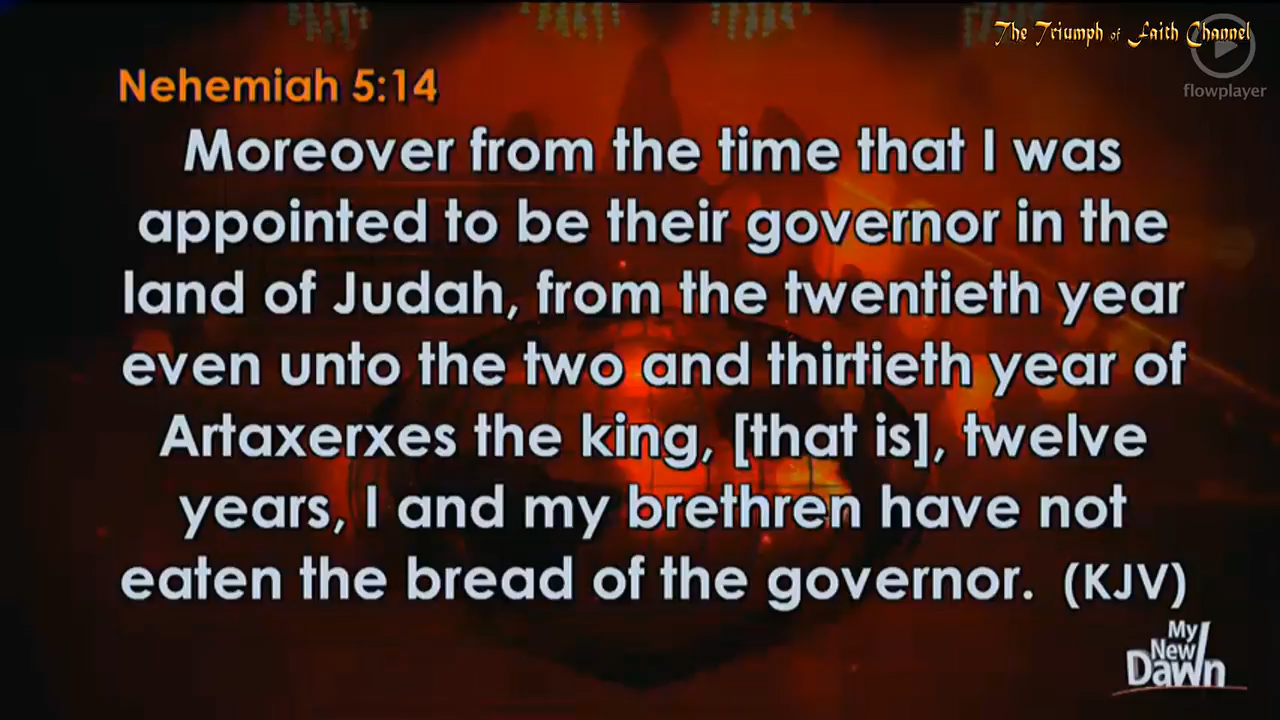 The Triumph of Faith Channel
flowplayer
Nehemiah 5:14
Moreover from the time that I was
appointed to be their governor in the
land of Judah, from the twentieth year
even unto the two and thirtieth year of
Artaxerxes the king, [that is], twelve
years, I and my brethren have not
eaten the bread of the governor. (KJV)
My
New
Dawn